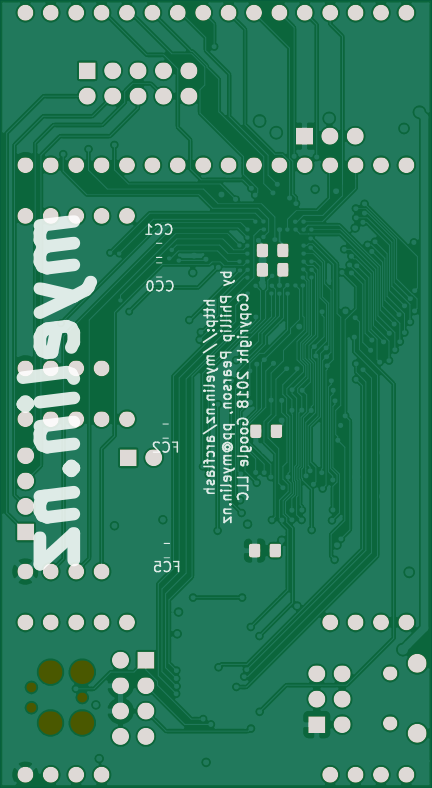 CC1
CC0
myelin.nz
Copyright 2018 Google LLC
by Phillip Pearson, pp@myelin.nz
http://myelin.nz/arcflash
FC2
FC5